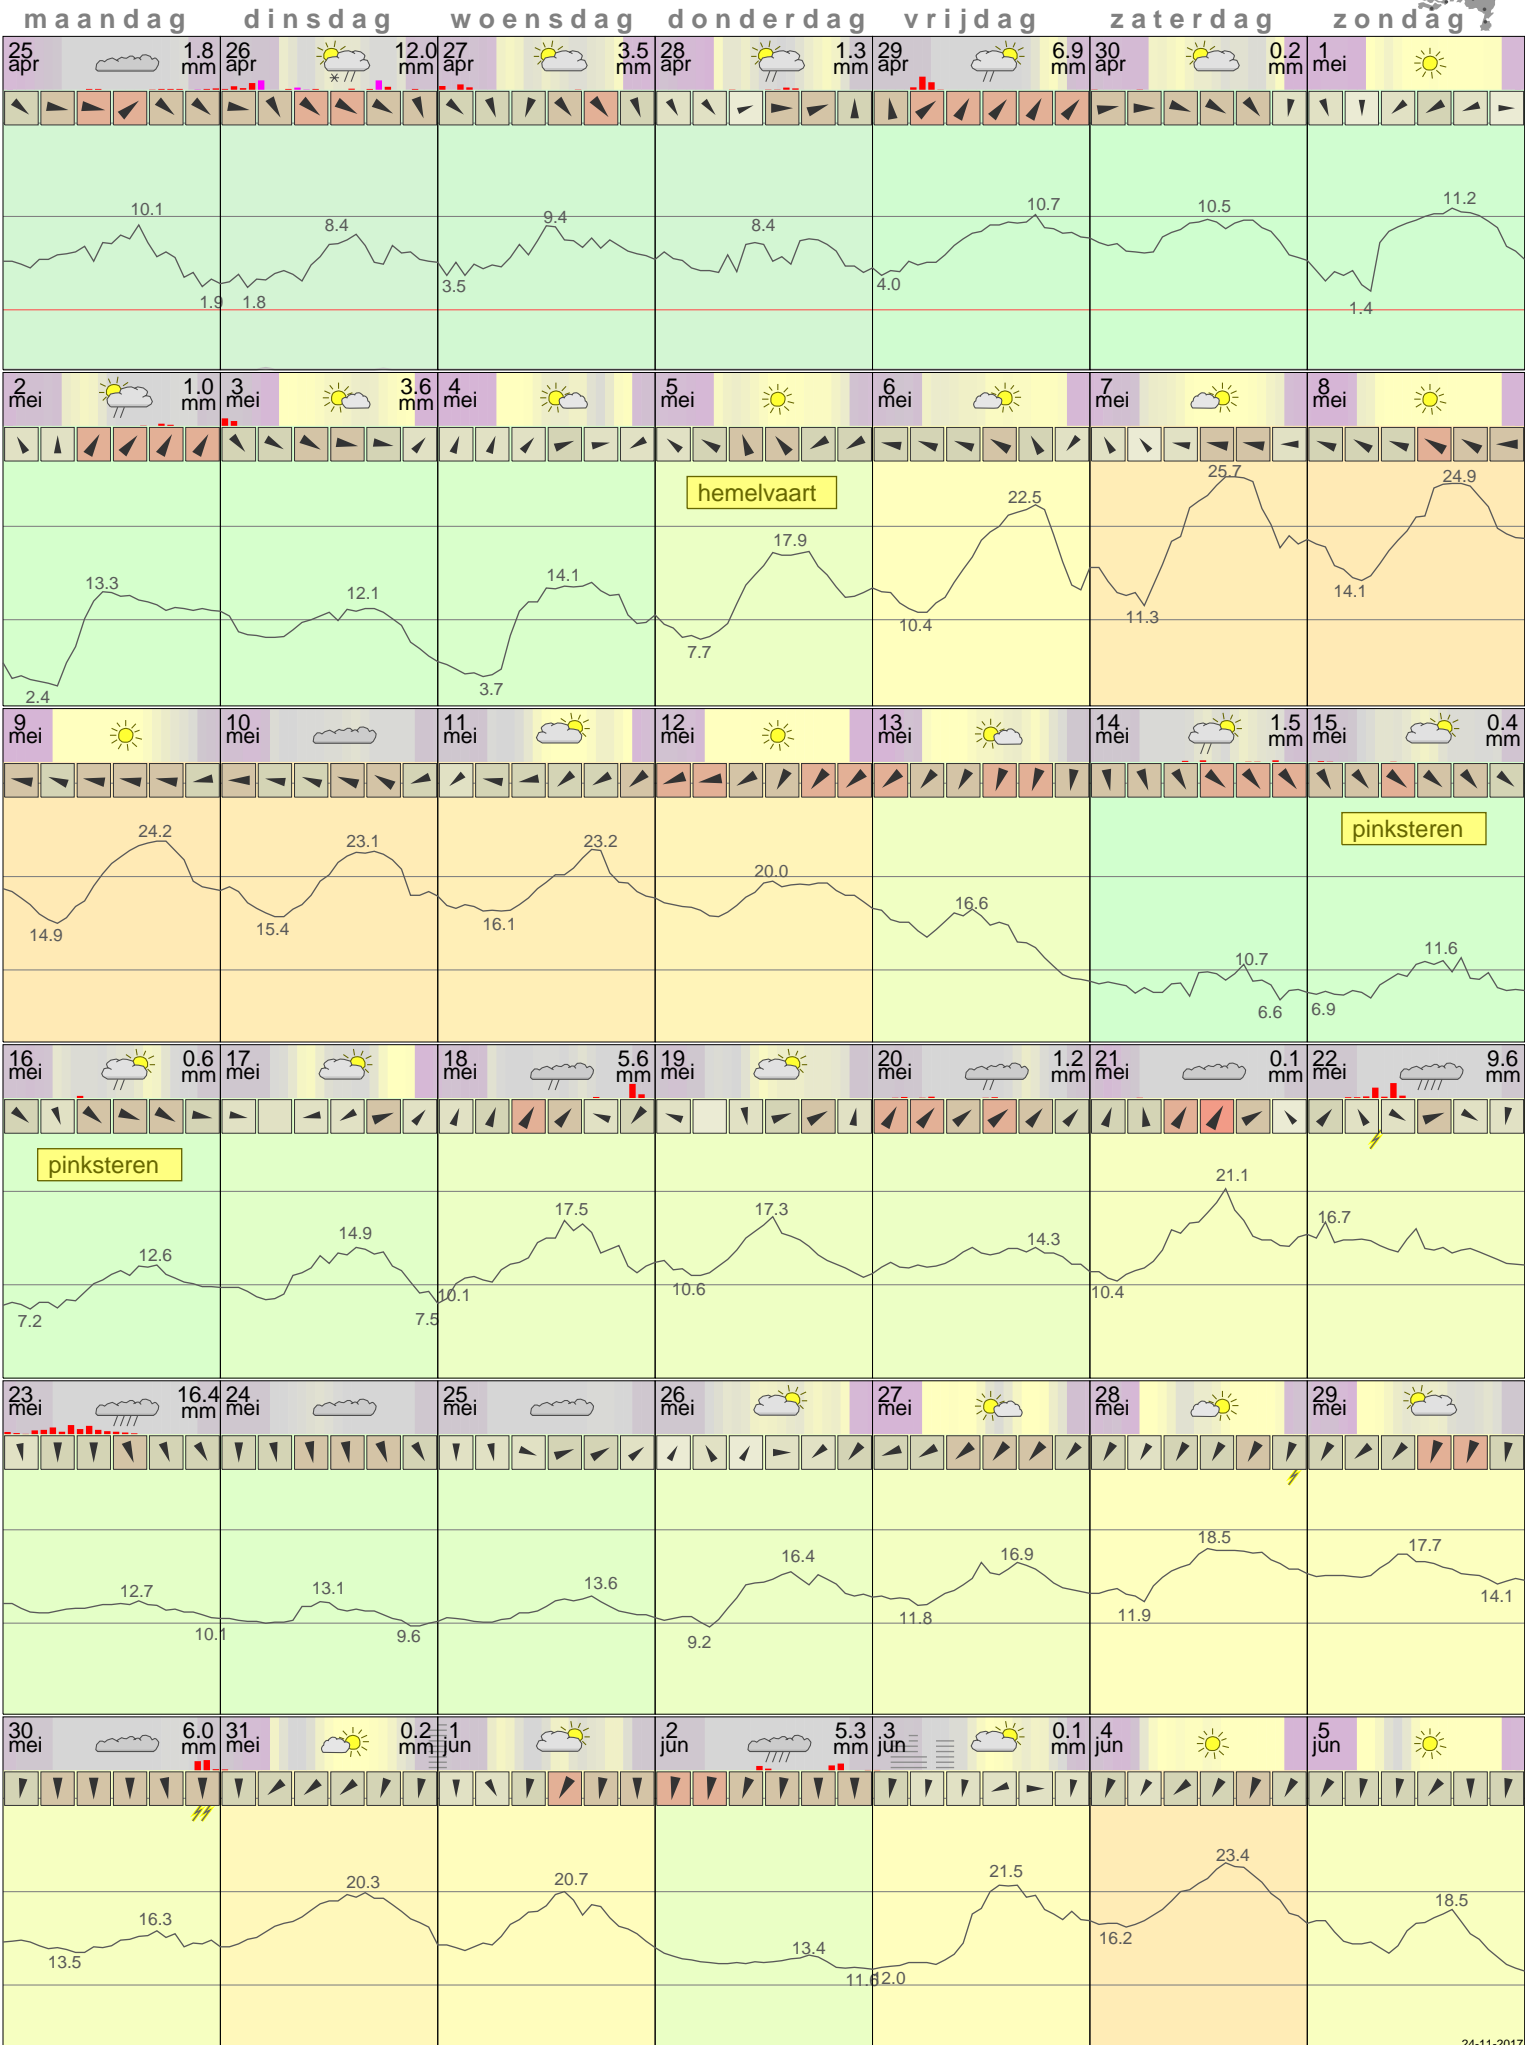 maandag dinsdag woensdag donderdag vrijdag zaterdag zondag
25 1.8 26 12.0 27 3.5 28 1.3 29 6.9 30 0.2 1
apr mm apr mm apr mm apr mm apr mm apr mm mei
10.1 8.4 9.4 8.4 10.7 10.5 11.2
1.9 1.8 3.5 4.0 1.4
2 1.0 3 3.6 4 5 6 7 8
mei mm mei mm mei mei mei mei mei
hemelvaart
13.3 12.1 14.1 17.9 22.5 25.7 24.9
2.4 3.7 7.7 10.4 11.3 14.1
9 10 11 12 13 14 1.5 15 0.4
mei mei mei mei mei mei mm mei mm
pinksteren
24.2 23.1 23.2 20.0 16.6 10.7 11.6
14.9 15.4 16.1 6.6 6.9
16 0.6 17 18 5.6 19 20 1.2 21 0.1 22 9.6
mei mm mei mei mm mei mei mm mei mm mei mm
pinksteren
12.6 14.9 17.5 17.3 14.3 21.1 16.7
7.2 7.5 10.1 10.6 10.4
23 16.4 24 25 26 27 28 29
mei mm mei mei mei mei mei mei
12.7 13.1 13.6 16.4 16.9 18.5 17.7
10.1 9.6 9.2 11.8 11.9 14.1
30 6.0 31 0.2 1 2 5.3 3 0.1 4 5
mei mm mei mm jun jun mm jun mm jun jun
16.3 20.3 20.7 13.4 21.5 23.4 18.5
13.5 11.6 12.0 16.2
24-11-2017